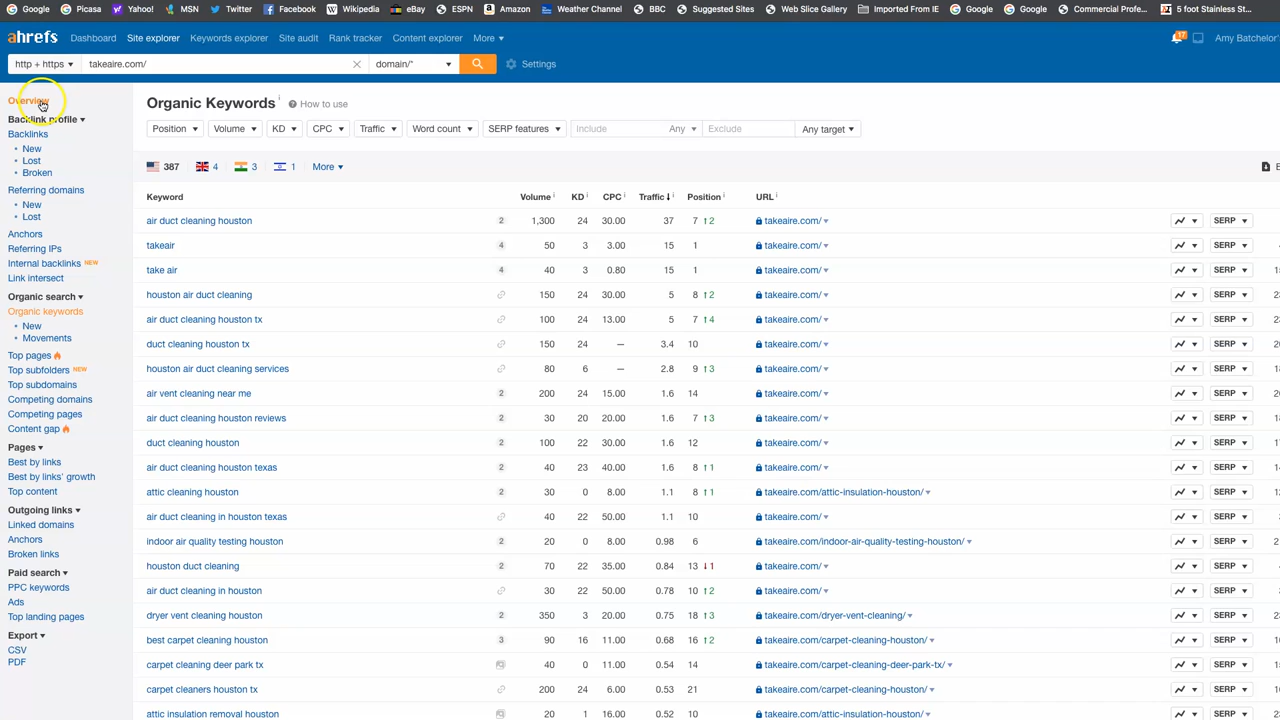 Google Picasa Yahoo! MSN Twitter Facebook Wikipedia eBay ESPN Amazon Weather Channel BBC Suggested Sites Web Slice Gallery Imported From IE Google Google Commercial Profe... 5 foot Stainless St...
ahrefs Dashboard Site explorer Keywords explorer Site audit Rank tracker Content explorer More 17 Amy Batchelor'
http + https takeaire.com/ domain/* Settings
Overview
Backlink profile
Backlinks
• New
• Lost
• Broken
Referring domains
• New
• Lost
Anchors
Referring IPs
Internal backlinks NEW
Link intersect
Organic search
Organic keywords
• New
• Movements
Top pages
Top subfolders NEW
Top subdomains
Competing domains
Competing pages
Content gap
Pages
Best by links
Best by links' growth
Top content
Outgoing links
Linked domains
Anchors
Broken links
Paid search
PPC keywords
Ads
Top landing pages
Export
CSV
PDF
Organic Keywords i How to use
Position Volume KD CPC Traffic Word count SERP features Include Any Exclude Any target
387 4 3 1 More E
Keyword Volume i KD i CPC i Traffic i Position i URL i
air duct cleaning houston 2 1,300 24 30.00 37 7 ↑2 takeaire.com/ SERP
takeair 4 50 3 3.00 15 1 takeaire.com/ SERP
take air 4 40 3 0.80 15 1 takeaire.com/ SERP
houston air duct cleaning 150 24 30.00 5 8 ↑2 takeaire.com/ SERP
air duct cleaning houston tx 100 24 13.00 5 7 ↑4 takeaire.com/ SERP
duct cleaning houston tx 150 24 — 3.4 10 takeaire.com/ SERP
houston air duct cleaning services 80 6 — 2.8 9 ↑3 takeaire.com/ SERP
air vent cleaning near me 2 200 24 15.00 1.6 14 takeaire.com/ SERP
air duct cleaning houston reviews 2 30 20 20.00 1.6 7 ↑3 takeaire.com/ SERP
duct cleaning houston 2 100 22 30.00 1.6 12 takeaire.com/ SERP
air duct cleaning houston texas 2 40 23 40.00 1.6 8 ↑1 takeaire.com/ SERP
attic cleaning houston 2 30 0 8.00 1.1 8 ↑1 takeaire.com/attic-insulation-houston/ SERP
air duct cleaning in houston texas 40 22 50.00 1.1 10 takeaire.com/ SERP
indoor air quality testing houston 2 20 0 8.00 0.98 6 takeaire.com/indoor-air-quality-testing-houston/ SERP
houston duct cleaning 2 70 22 35.00 0.84 13 ↓1 takeaire.com/ SERP
air duct cleaning in houston 30 22 50.00 0.78 10 ↑2 takeaire.com/ SERP
dryer vent cleaning houston 2 350 3 20.00 0.75 18 ↑3 takeaire.com/dryer-vent-cleaning/ SERP
best carpet cleaning houston 3 90 16 11.00 0.68 16 ↑2 takeaire.com/carpet-cleaning-houston/ SERP
carpet cleaning deer park tx 40 0 11.00 0.54 14 takeaire.com/carpet-cleaning-deer-park-tx/ SERP
carpet cleaners houston tx 200 24 6.00 0.53 21 takeaire.com/carpet-cleaning-houston/ SERP
attic insulation removal houston 20 1 16.00 0.52 10 takeaire.com/attic-insulation-houston/ SERP